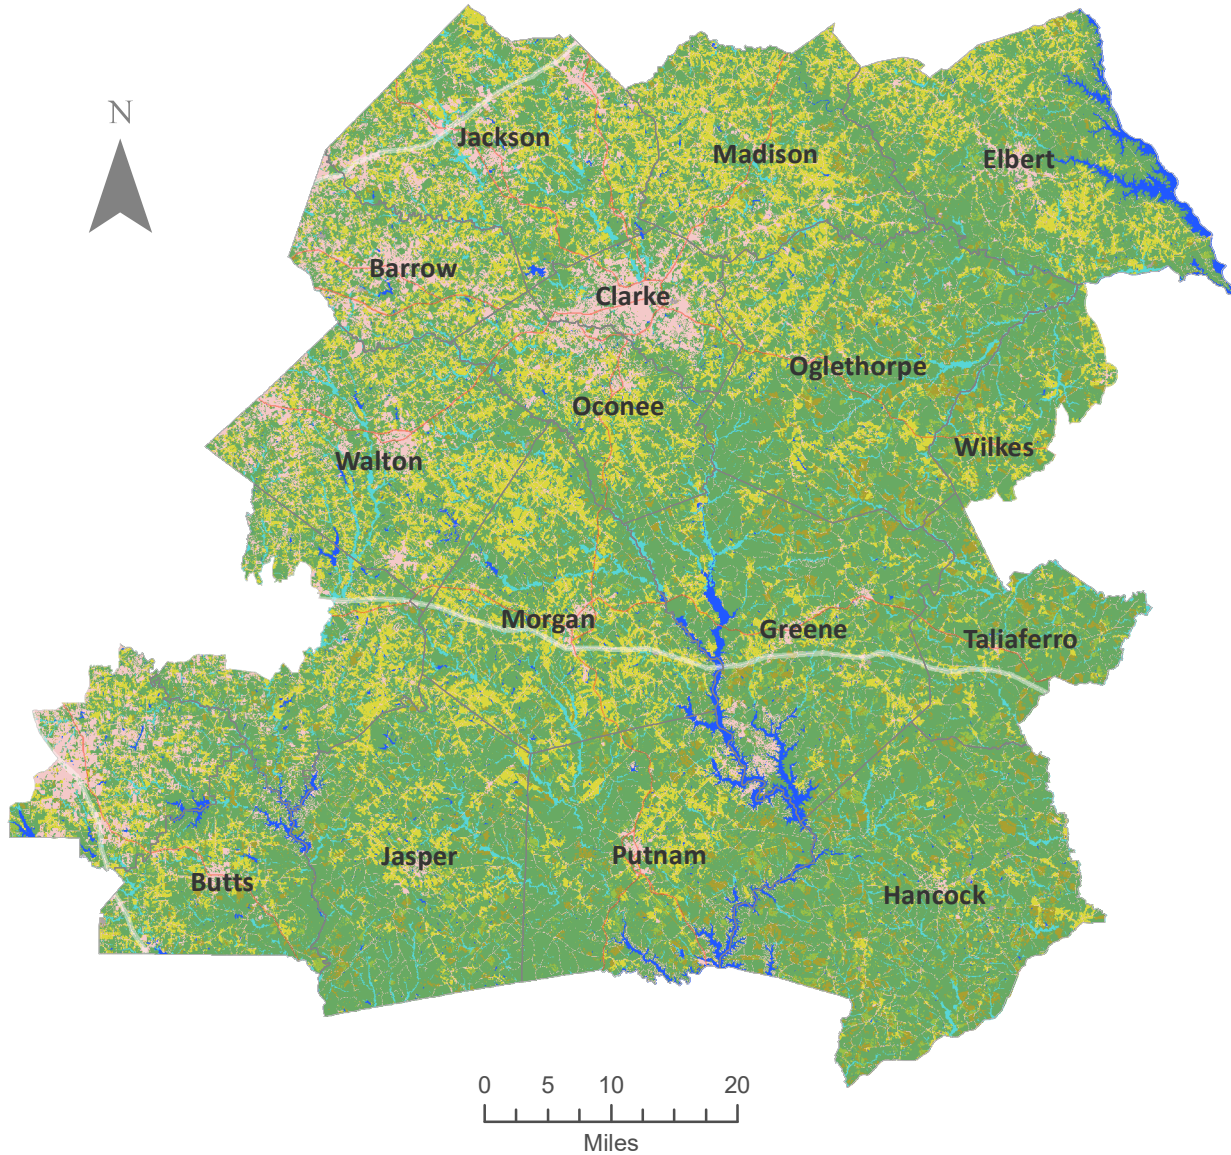 N
Jackson
Madison
Elbert
Barrow
Clarke
Oglethorpe
Oconee
Wilkes
Walton
Morgan
Greene
Taliaferro
Jasper
Putnam
Butts
Hancock
0 5 10 20
Miles